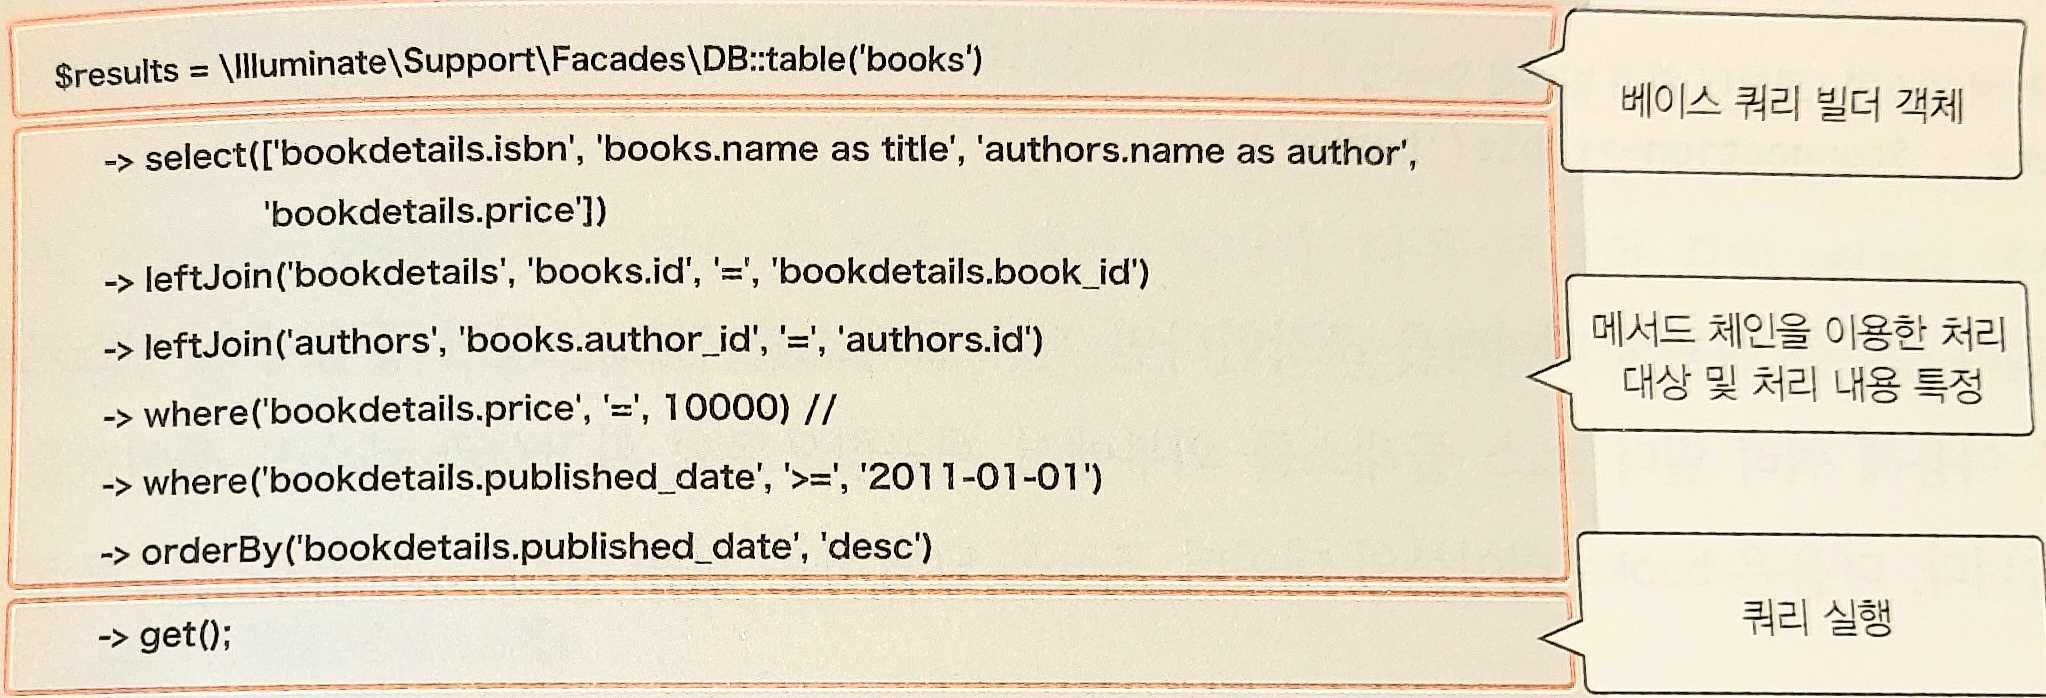 $results = \Illuminate\Support\Facades\DB::table('books')
베이스 쿼리 빌더 객체
-> select(['bookdetails.isbn', 'books.name as title', 'authors.name as author',
'bookdetails.price'])
-> leftJoin('bookdetails', 'books.id', '=', 'bookdetails.book_id')
-> leftJoin('authors', 'books.author_id', '=', 'authors.id')
-> where('bookdetails.price', '=', 10000) //
-> where('bookdetails.published_date', '>=', '2011-01-01')
-> orderBy('bookdetails.published_date', 'desc')
메서드 체인을 이용한 처리
대상 및 처리 내용 특정
-> get();
쿼리 실행